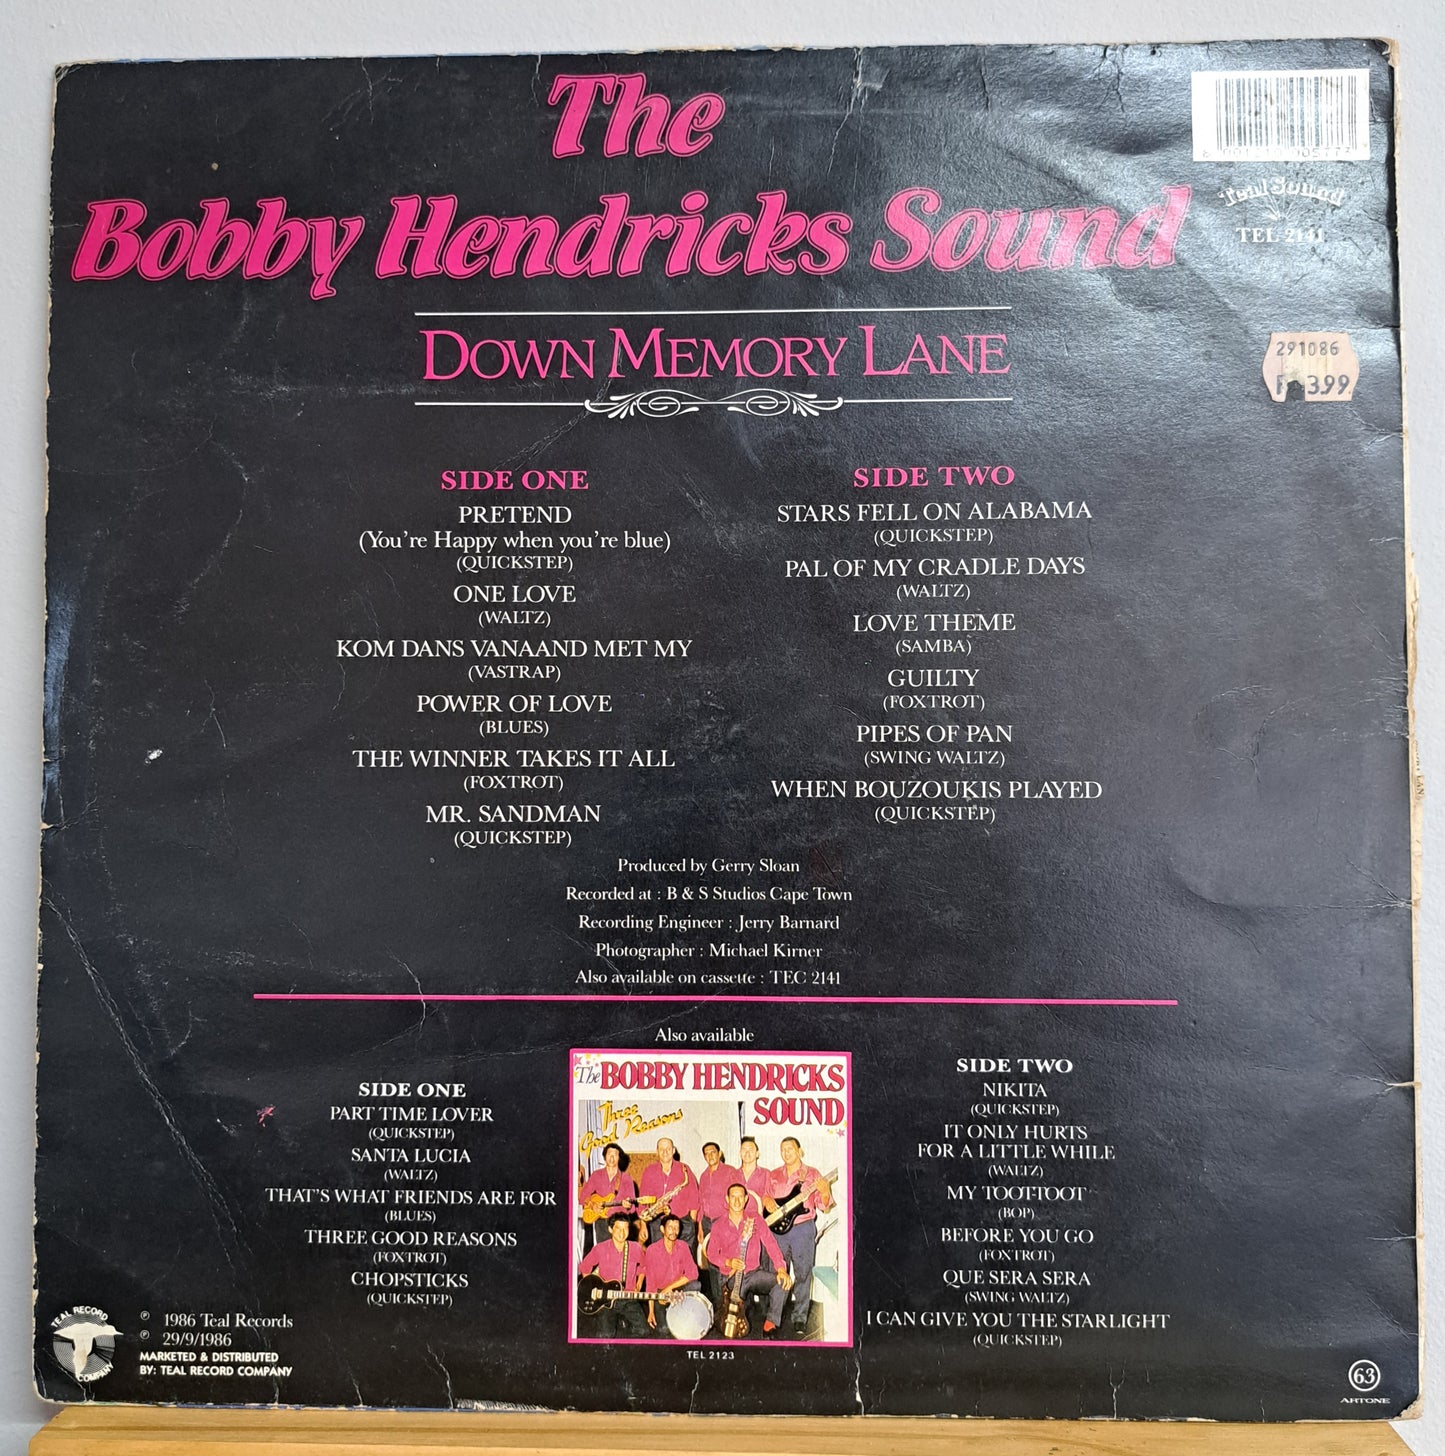 The
Bobby Hendricks Sound
DOWN MEMORY LANE
Teal Sound
TEL 2141
291086
R 3.99
SIDE ONE
PRETEND
(You're Happy when you're blue)
(QUICKSTEP)
ONE LOVE
(WALTZ)
KOM DANS VANAAND MET MY
(VASTRAP)
POWER OF LOVE
(BLUES)
THE WINNER TAKES IT ALL
(FOXTROT)
MR. SANDMAN
(QUICKSTEP)
SIDE TWO
STARS FELL ON ALABAMA
(QUICKSTEP)
PAL OF MY CRADLE DAYS
(WALTZ)
LOVE THEME
(SAMBA)
GUILTY
(FOXTROT)
PIPES OF PAN
(SWING WALTZ)
WHEN BOUZOUKIS PLAYED
(QUICKSTEP)
Produced by Gerry Sloan
Recorded at : B & S Studios Cape Town
Recording Engineer : Jerry Barnard
Photographer : Michael Kirner
Also available on cassette : TEC 2141
Also available
SIDE ONE
PART TIME LOVER
(QUICKSTEP)
SANTA LUCIA
(WALTZ)
THAT'S WHAT FRIENDS ARE FOR
(BLUES)
THREE GOOD REASONS
(FOXTROT)
CHOPSTICKS
(QUICKSTEP)
The BOBBY HENDRICKS
SOUND
Three
Good Reasons
TEL 2123
SIDE TWO
NIKITA
(QUICKSTEP)
IT ONLY HURTS
FOR A LITTLE WHILE
(WALTZ)
MY TOOT-TOOT
(BOP)
BEFORE YOU GO
(FOXTROT)
QUE SERA SERA
(SWING WALTZ)
I CAN GIVE YOU THE STARLIGHT
(QUICKSTEP)
TEAL RECORD
COMPANY
℗ 1986 Teal Records
℗ 29/9/1986
MARKETED & DISTRIBUTED
BY: TEAL RECORD COMPANY
63
ARTONE